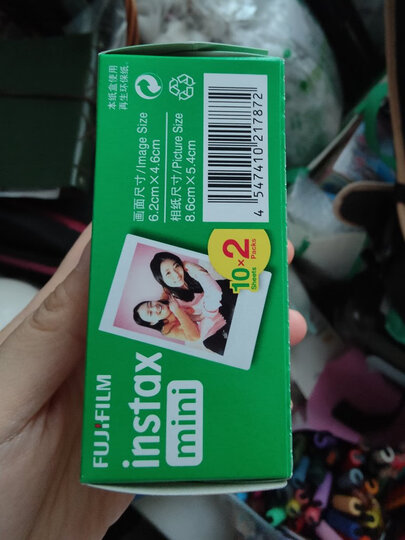 本纸盒使用
再生环保纸.
画面尺寸/Image Size
6.2cm×4.6cm
相纸尺寸/Picture Size
8.6cm×5.4cm
4 547410 217872
10×2
Sheets Packs
FUJIFILM
instax
mini